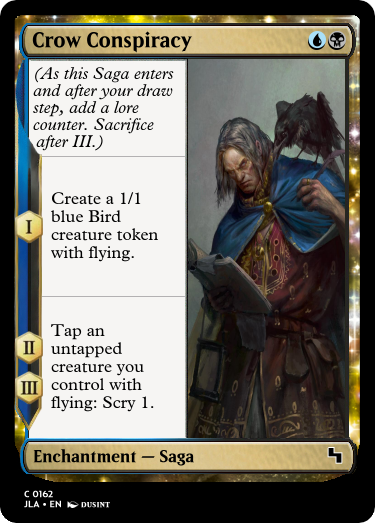 Crow Conspiracy
(As this Saga enters
and after your draw
step, add a lore
counter. Sacrifice
after III.)
I
Create a 1/1
blue Bird
creature token
with flying.
II
III
Tap an
untapped
creature you
control with
flying: Scry 1.
Enchantment — Saga
C 0162
JLA • EN DUSINT